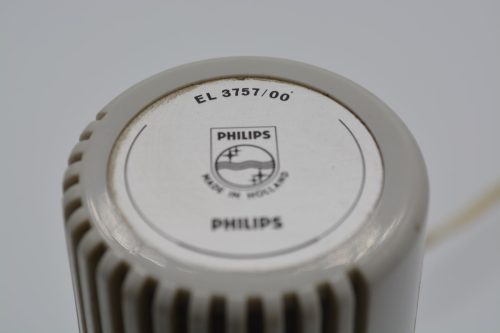 EL 3757/00
PHILIPS
MADE IN HOLLAND
PHILIPS